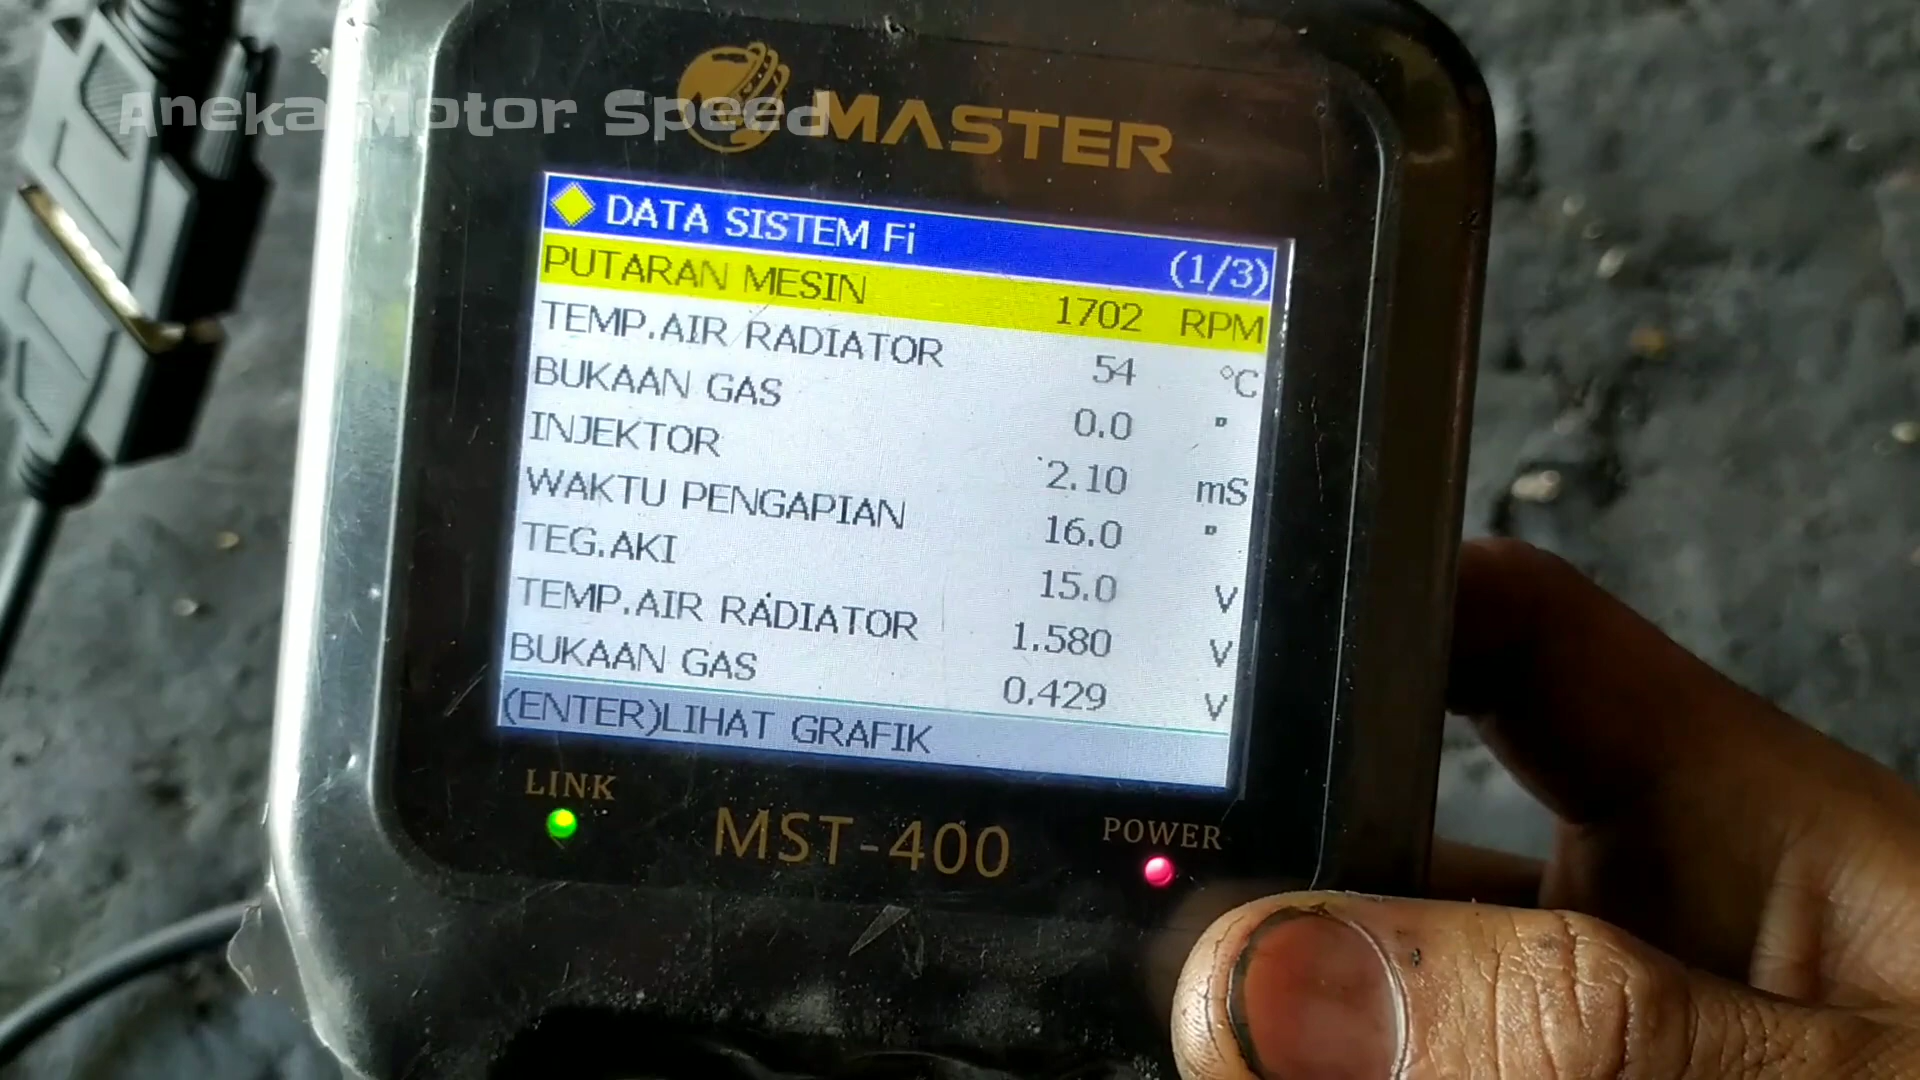 Aneka Motor Speed
MASTER
DATA SISTEM Fi (1/3)
PUTARAN MESIN 1702 RPM
TEMP.AIR RADIATOR 54 °C
BUKAAN GAS 0.0 °
INJEKTOR 2.10 mS
WAKTU PENGAPIAN 16.0 °
TEG.AKI 15.0 V
TEMP.AIR RADIATOR 1.580 V
BUKAAN GAS 0.429 V
(ENTER)LIHAT GRAFIK
LINK
MST-400
POWER